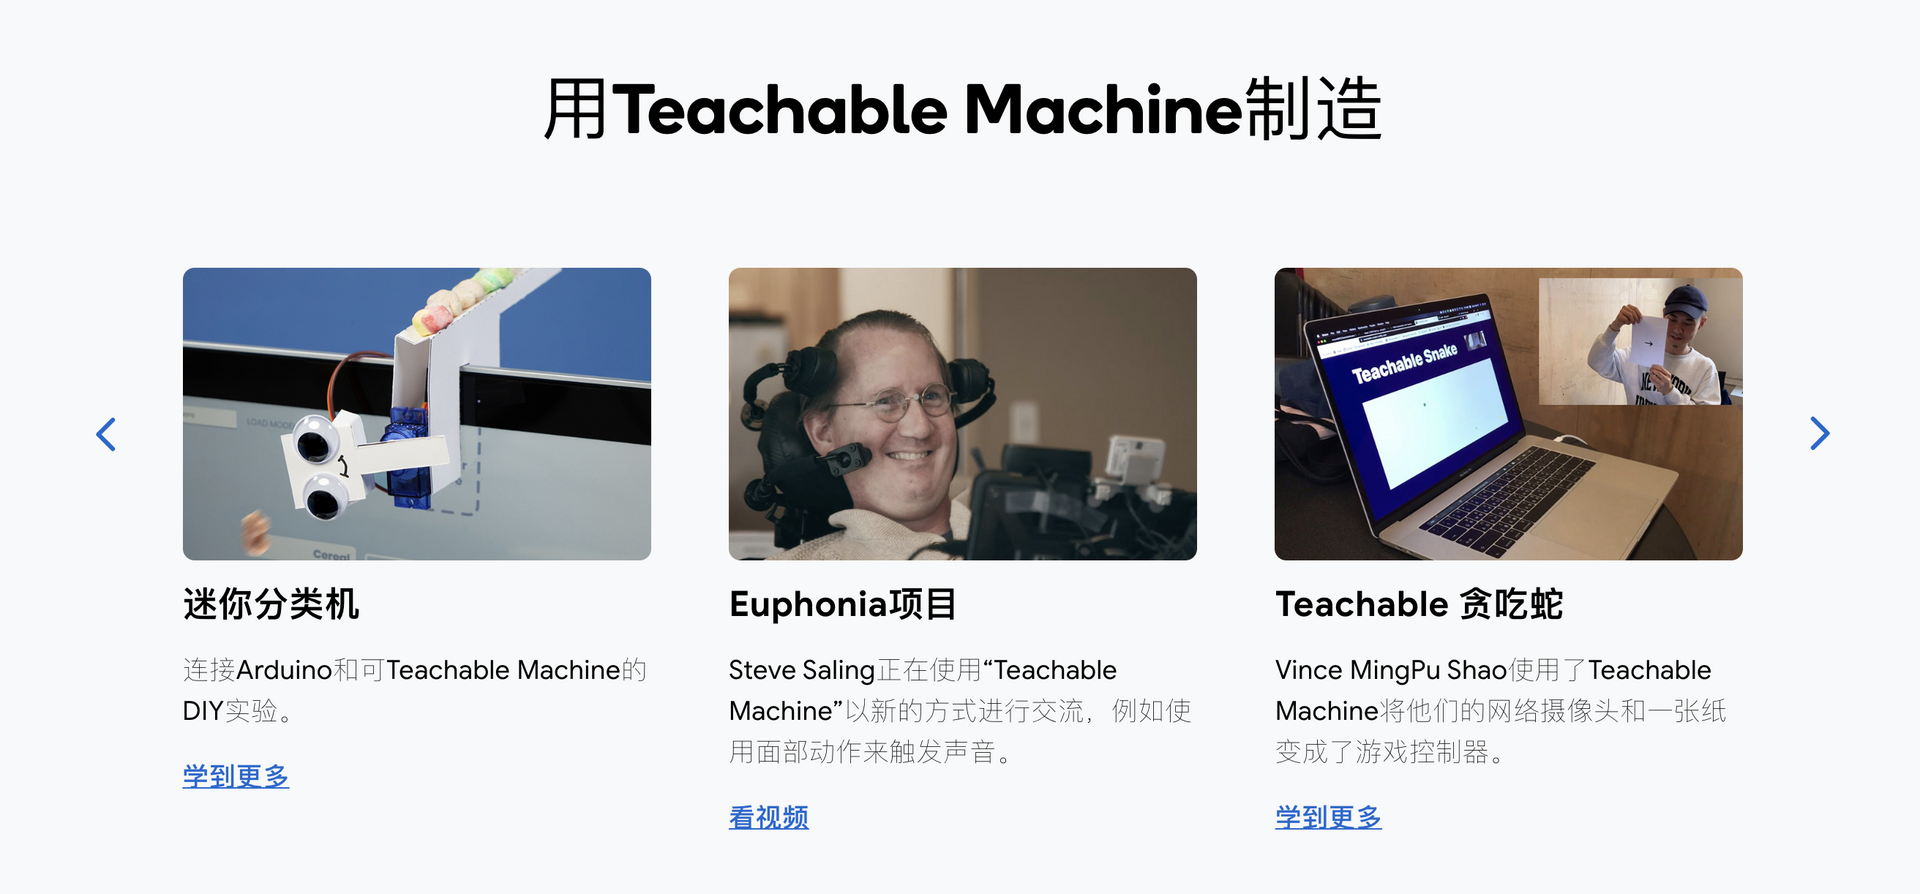 用Teachable Machine制造
LOAD MODE
Cereal
Teachable Snake
迷你分类机
Euphonia项目
Teachable 贪吃蛇
连接Arduino和可Teachable Machine的
DIY实验。
学到更多
Steve Saling正在使用“Teachable
Machine”以新的方式进行交流，例如使
用面部动作来触发声音。
看视频
Vince MingPu Shao使用了Teachable
Machine将他们的网络摄像头和一张纸
变成了游戏控制器。
学到更多